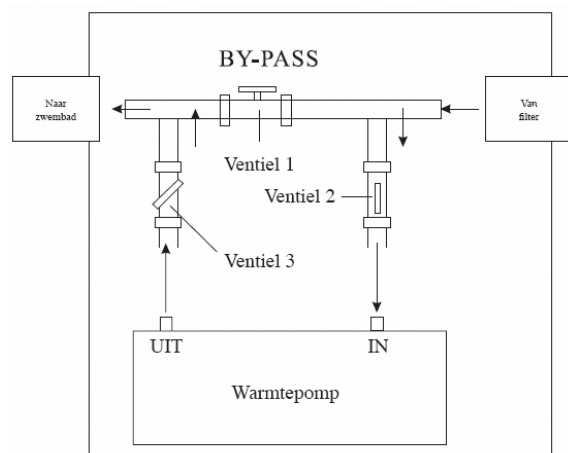 BY-PASS
Naar
zwembad
Van
filter
Ventiel 1
Ventiel 2
Ventiel 3
UIT
IN
Warmtepomp